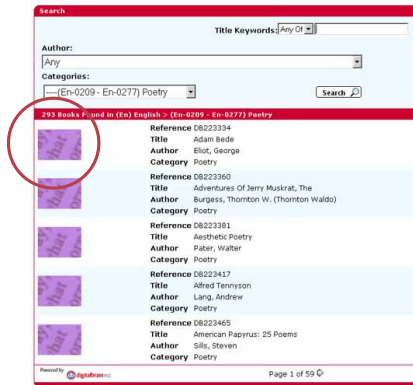 Search
Title Keywords: Any Of
Author:
Any
Categories:
----(En-0209 - En-0277) Poetry
Search
293 Books Found in (En) English > (En-0209 - En-0277) Poetry
Reference DB223334
Title Adam Bede
Author Eliot, George
Category Poetry
Reference DB223360
Title Adventures Of Jerry Muskrat, The
Author Burgess, Thornton W. (Thornton Waldo)
Category Poetry
Reference DB223381
Title Aesthetic Poetry
Author Pater, Walter
Category Poetry
Reference DB223417
Title Alfred Tennyson
Author Lang, Andrew
Category Poetry
Reference DB223465
Title American Papyrus: 25 Poems
Author Sills, Steven
Category Poetry
Powered by digitalbrain
Page 1 of 59